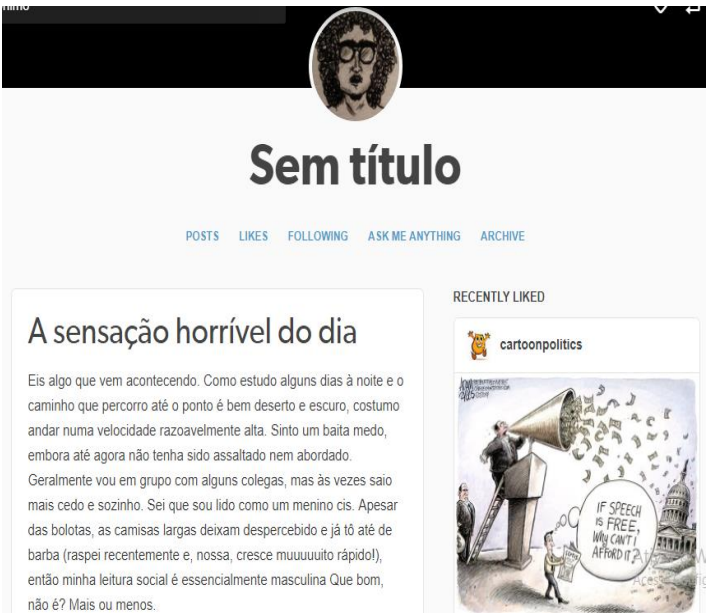 Sem título
POSTS LIKES FOLLOWING ASK ME ANYTHING ARCHIVE
A sensação horrível do dia
Eis algo que vem acontecendo. Como estudo alguns dias à noite e o
caminho que percorro até o ponto é bem deserto e escuro, costumo
andar numa velocidade razoavelmente alta. Sinto um baita medo,
embora até agora não tenha sido assaltado nem abordado.
Geralmente vou em grupo com alguns colegas, mas às vezes saio
mais cedo e sozinho. Sei que sou lido como um menino cis. Apesar
das bolotas, as camisas largas deixam despercebido e já tô até de
barba (raspei recentemente e, nossa, cresce muuuuuito rápido!),
então minha leitura social é essencialmente masculina Que bom,
não é? Mais ou menos.
RECENTLY LIKED
cartoonpolitics
IF SPEECH
IS FREE,
WHY CAN'T I
AFFORD IT?